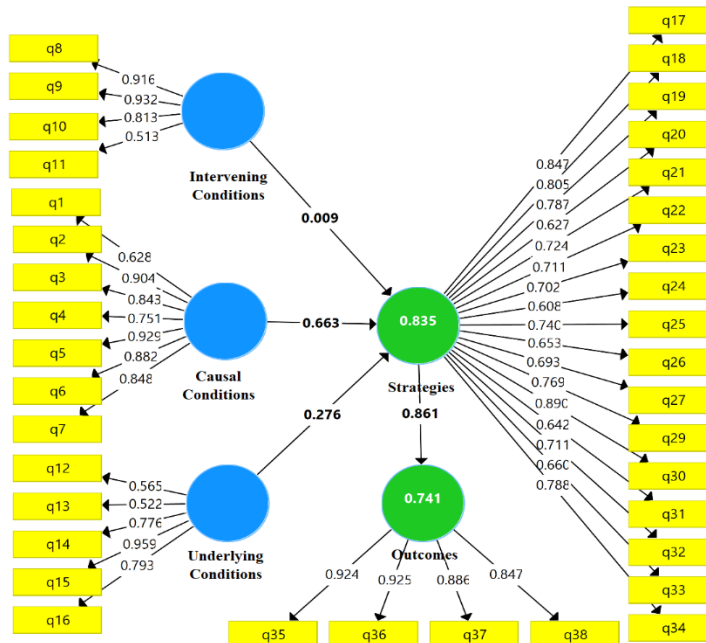 q8
q9
q10
q11
0.916
0.932
0.813
0.513
Intervening
Conditions
0.009
q1
q2
q3
q4
q5
q6
q7
0.628
0.904
0.843
0.751
0.929
0.882
0.848
Causal
Conditions
0.663
q12
q13
q14
q15
q16
0.565
0.522
0.776
0.959
0.793
Underlying
Conditions
0.276
0.835
Strategies
0.861
0.741
Outcomes
0.924
0.925
0.886
0.847
q35
q36
q37
q38
0.847
0.805
0.787
0.627
0.724
0.711
0.702
0.608
0.740
0.653
0.693
0.769
0.890
0.642
0.711
0.660
0.788
q17
q18
q19
q20
q21
q22
q23
q24
q25
q26
q27
q29
q30
q31
q32
q33
q34